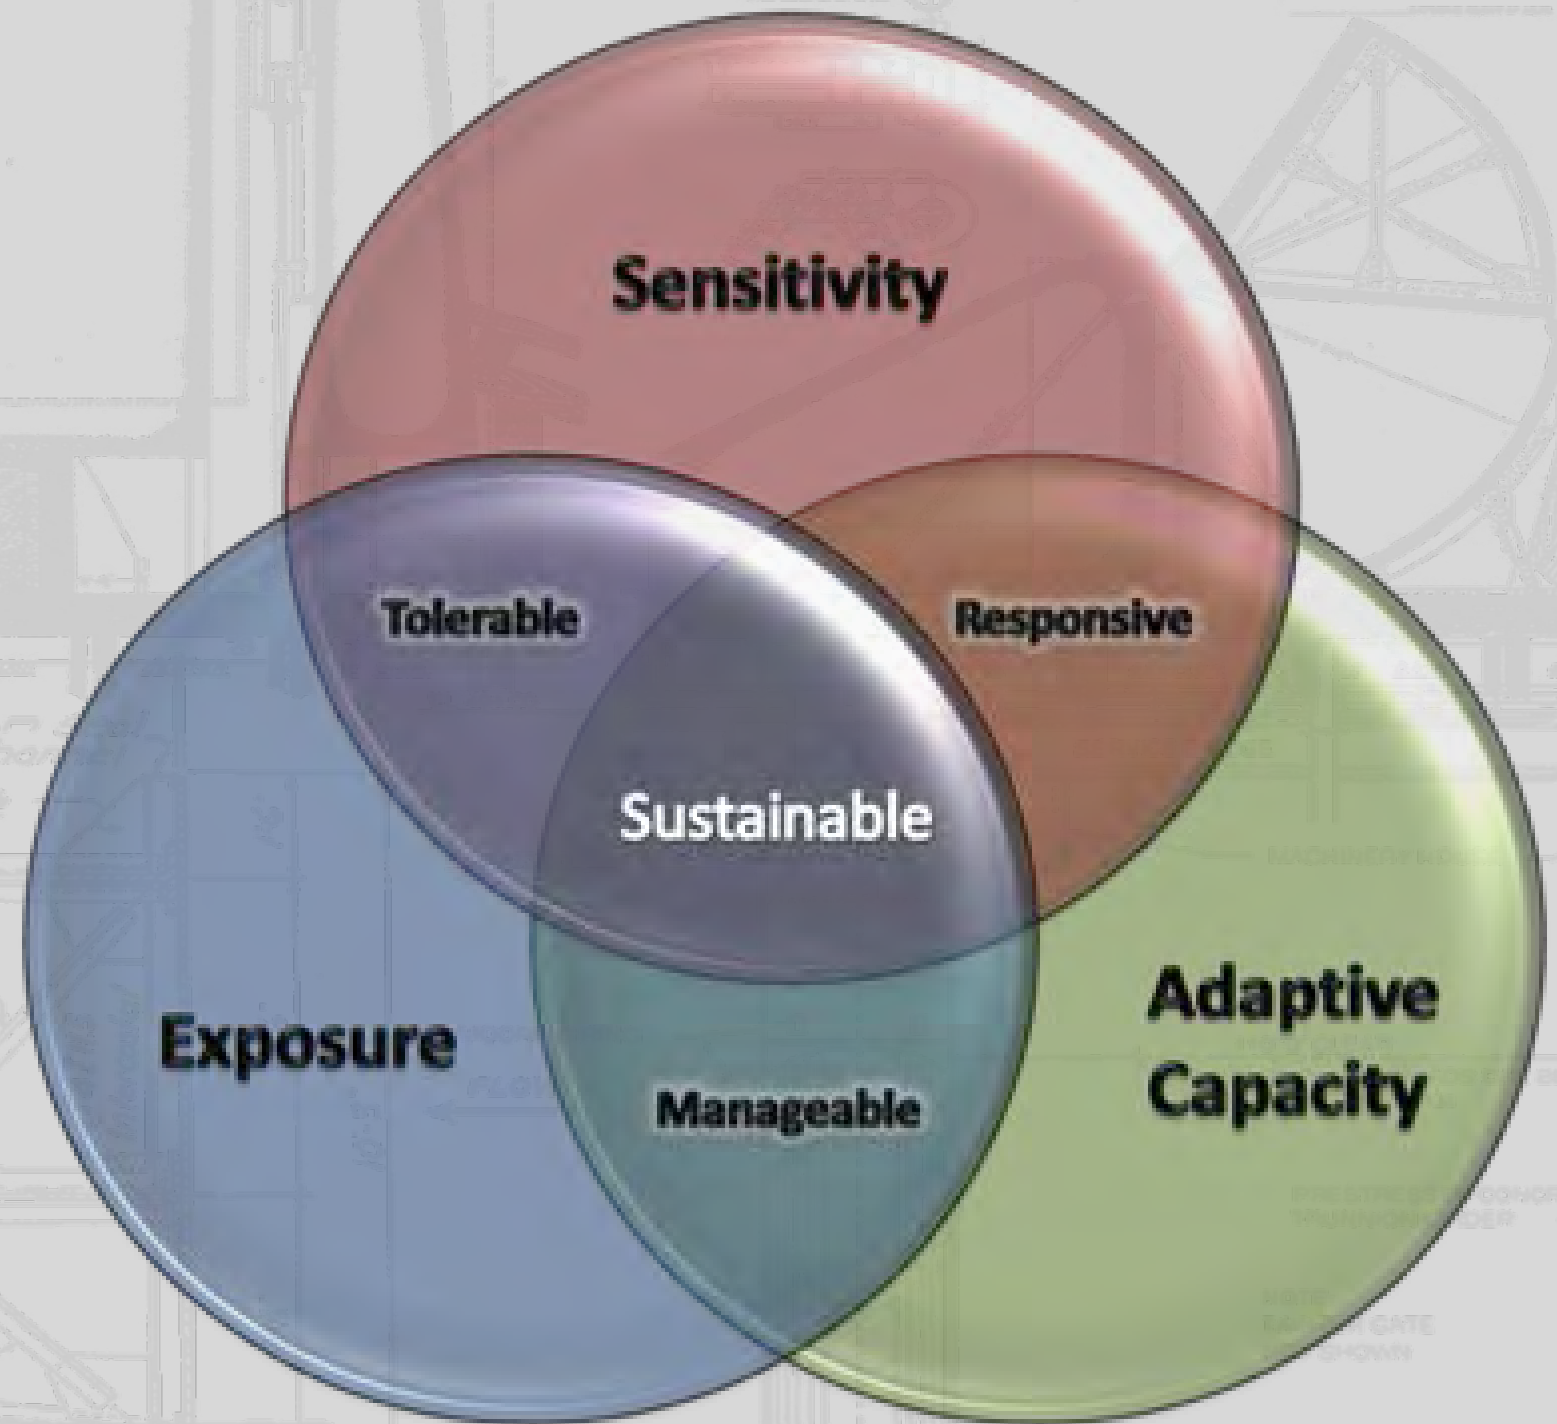 Sensitivity
Tolerable
Responsive
Sustainable
Exposure
Adaptive
Capacity
Manageable